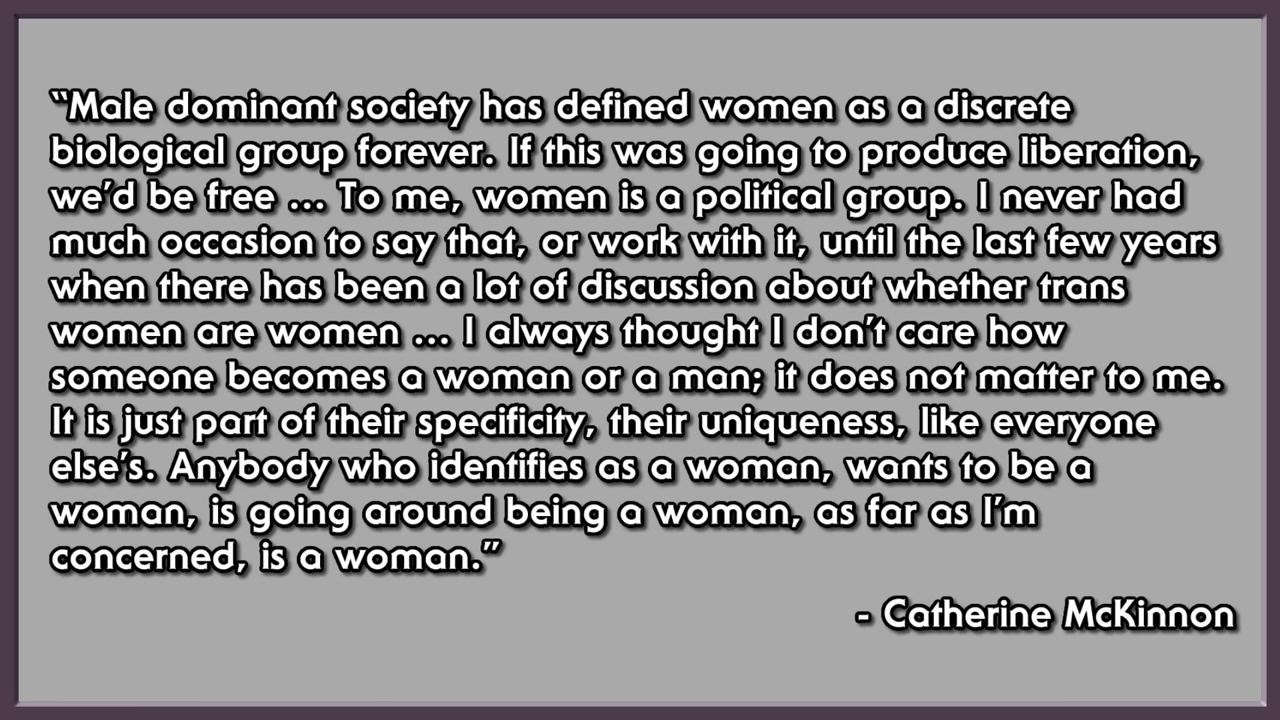 “Male dominant society has defined women as a discrete
biological group forever. If this was going to produce liberation,
we’d be free ... To me, women is a political group. I never had
much occasion to say that, or work with it, until the last few years
when there has been a lot of discussion about whether trans
women are women ... I always thought I don’t care how
someone becomes a woman or a man; it does not matter to me.
It is just part of their specificity, their uniqueness, like everyone
else’s. Anybody who identifies as a woman, wants to be a
woman, is going around being a woman, as far as I’m
concerned, is a woman.”
- Catherine McKinnon